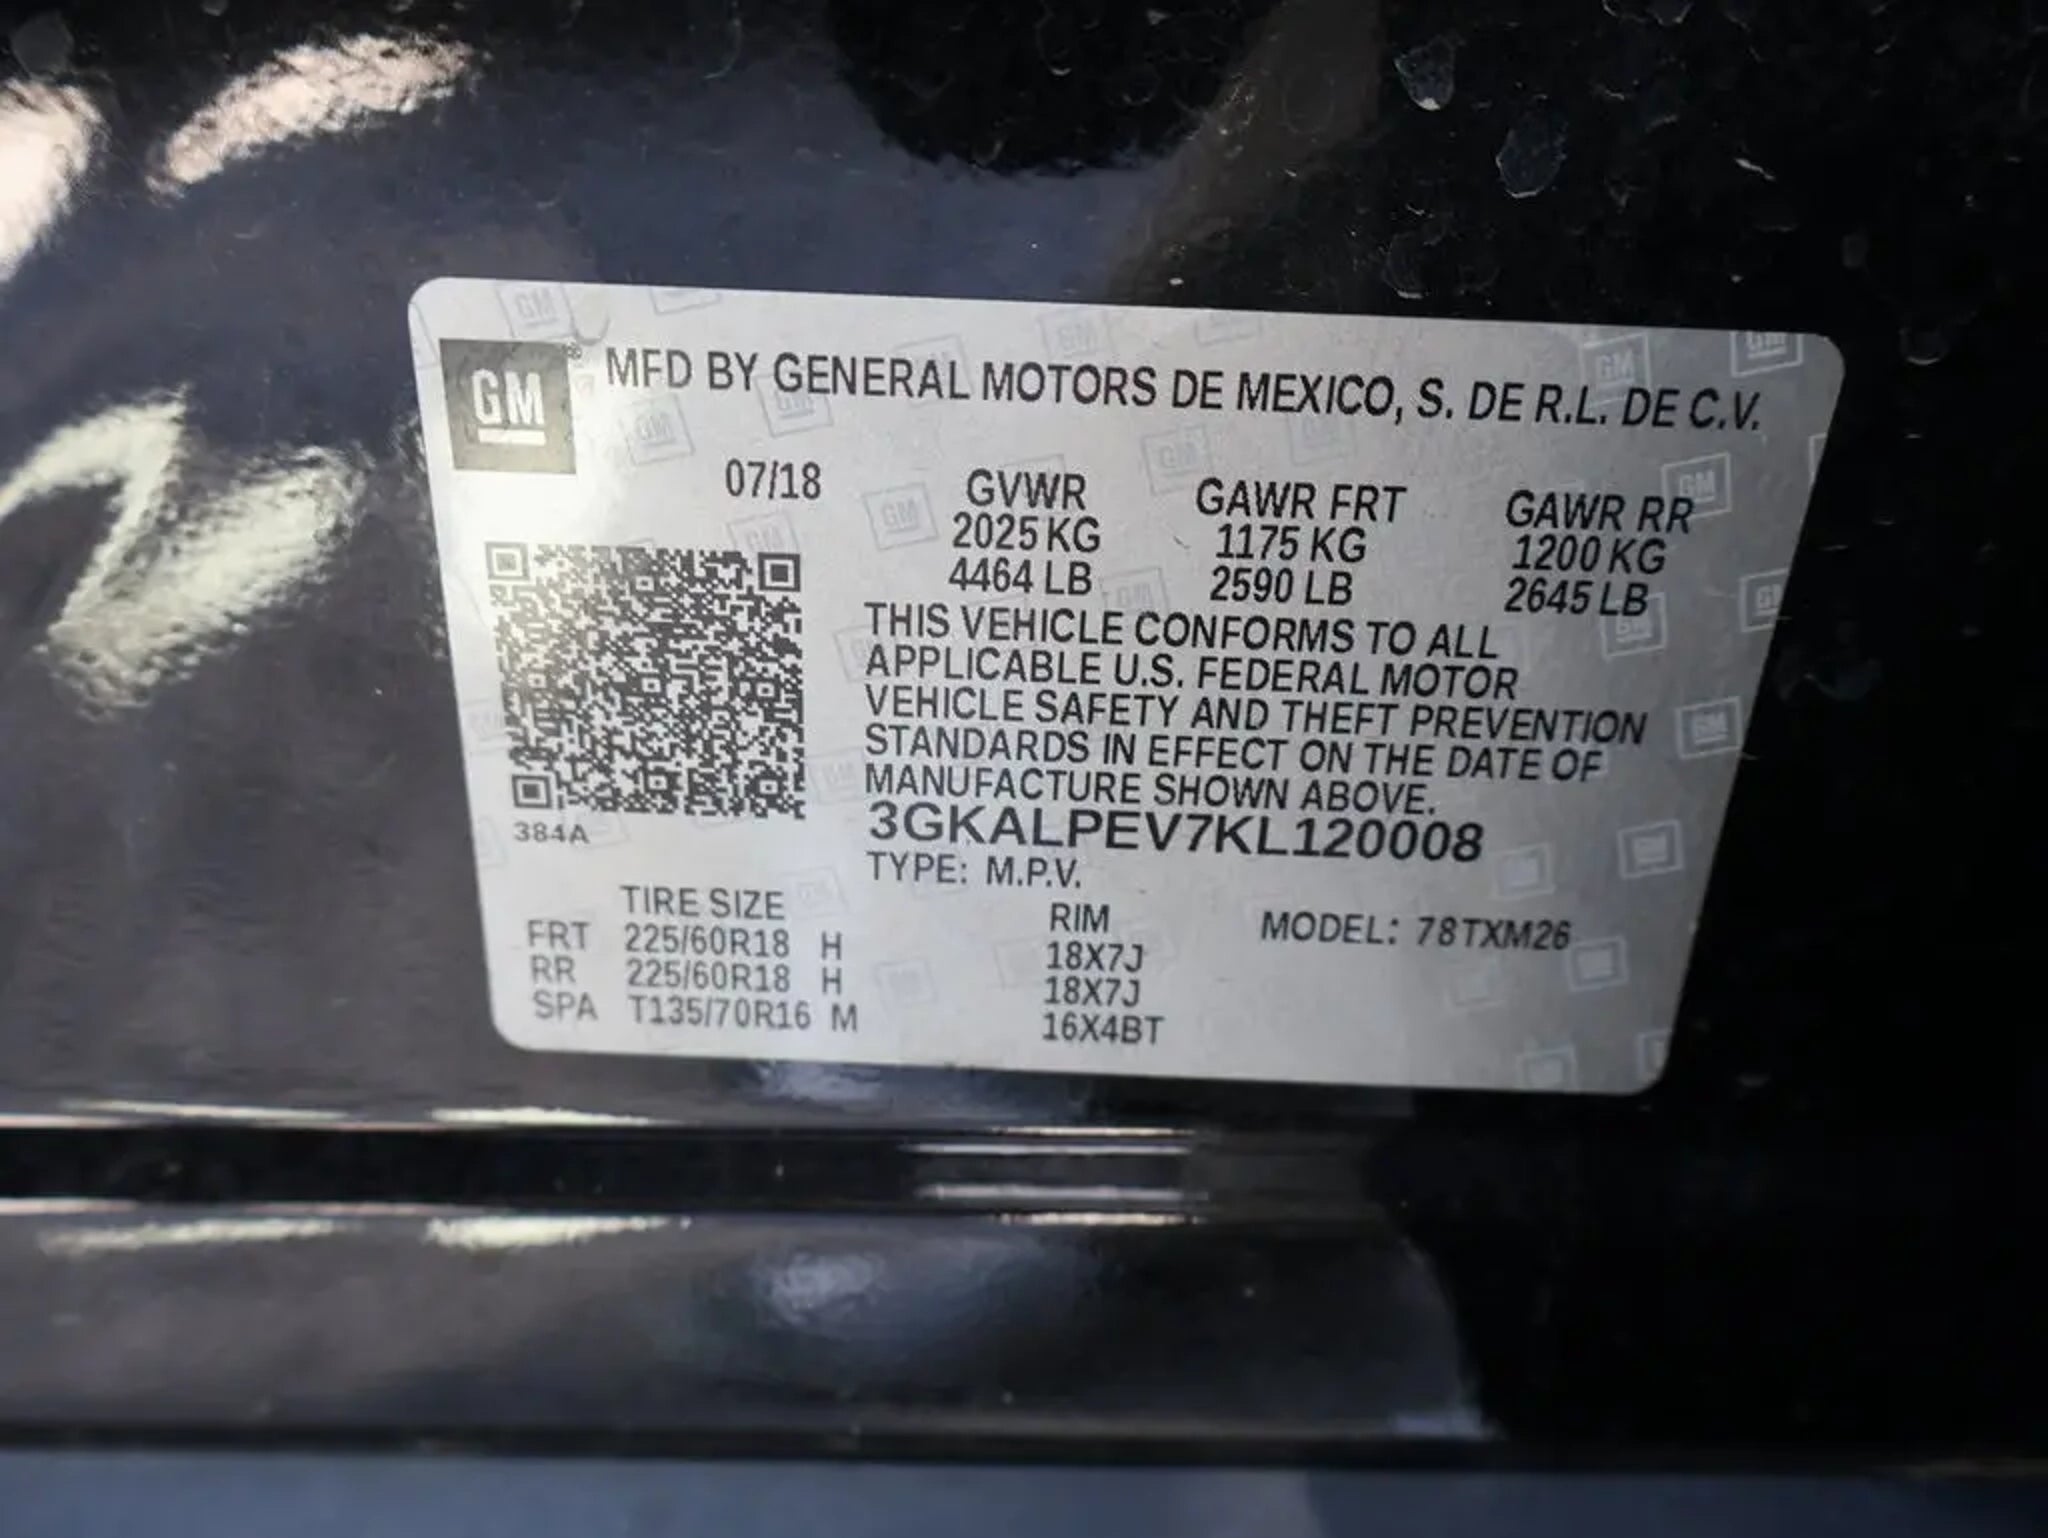 GM
MFD BY GENERAL MOTORS DE MEXICO, S. DE R.L. DE C.V.
07/18 GVWR GAWR FRT GAWR RR
2025 KG 1175 KG 1200 KG
4464 LB 2590 LB 2645 LB
THIS VEHICLE CONFORMS TO ALL
APPLICABLE U.S. FEDERAL MOTOR
VEHICLE SAFETY AND THEFT PREVENTION
STANDARDS IN EFFECT ON THE DATE OF
MANUFACTURE SHOWN ABOVE.
384A
3GKALPEV7KL120008
TYPE: M.P.V.
TIRE SIZE RIM MODEL: 78TXM26
FRT 225/60R18 H 18X7J
RR 225/60R18 H 18X7J
SPA T135/70R16 M 16X4BT